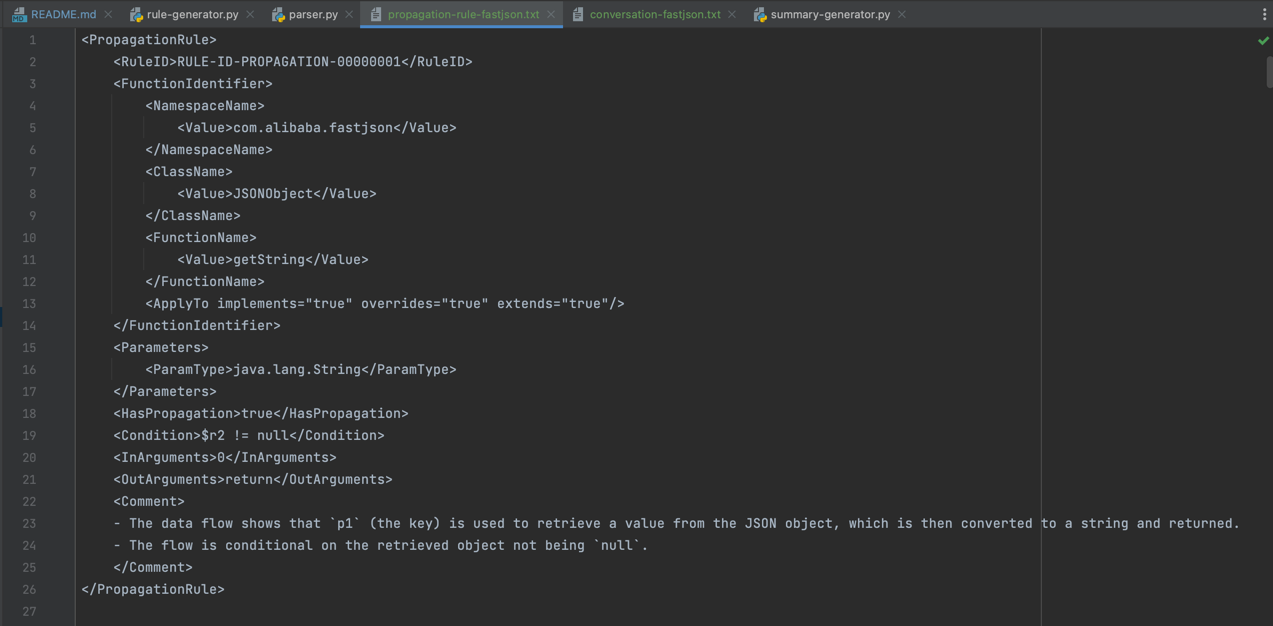 README.md rule-generator.py parser.py propagation-rule-fastjson.txt conversation-fastjson.txt summary-generator.py
1 <PropagationRule>
2     <RuleID>RULE-ID-PROPAGATION-00000001</RuleID>
3     <FunctionIdentifier>
4         <NamespaceName>
5             <Value>com.alibaba.fastjson</Value>
6         </NamespaceName>
7         <ClassName>
8             <Value>JSONObject</Value>
9         </ClassName>
10         <FunctionName>
11             <Value>getString</Value>
12         </FunctionName>
13         <ApplyTo implements="true" overrides="true" extends="true"/>
14     </FunctionIdentifier>
15     <Parameters>
16         <ParamType>java.lang.String</ParamType>
17     </Parameters>
18     <HasPropagation>true</HasPropagation>
19     <Condition>$r2 != null</Condition>
20     <InArguments>0</InArguments>
21     <OutArguments>return</OutArguments>
22     <Comment>
23     - The data flow shows that `p1` (the key) is used to retrieve a value from the JSON object, which is then converted to a string and returned.
24     - The flow is conditional on the retrieved object not being `null`.
25     </Comment>
26 </PropagationRule>
27